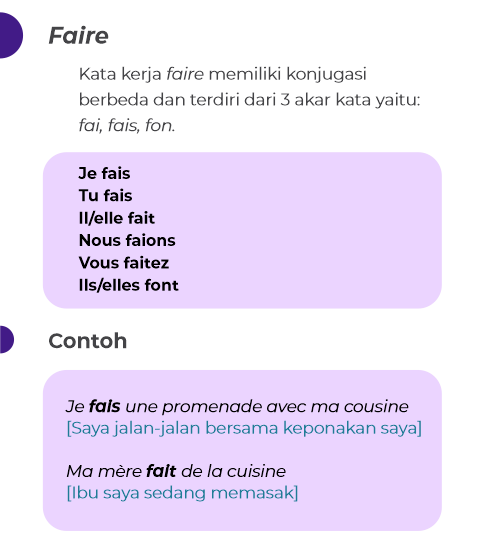 Faire
Kata kerja faire memiliki konjugasi
berbeda dan terdiri dari 3 akar kata yaitu:
fai, fais, fon.
Je fais
Tu fais
Il/elle fait
Nous faions
Vous faitez
Ils/elles font
Contoh
Je fais une promenade avec ma cousine
[Saya jalan-jalan bersama keponakan saya]
Ma mère fait de la cuisine
[Ibu saya sedang memasak]